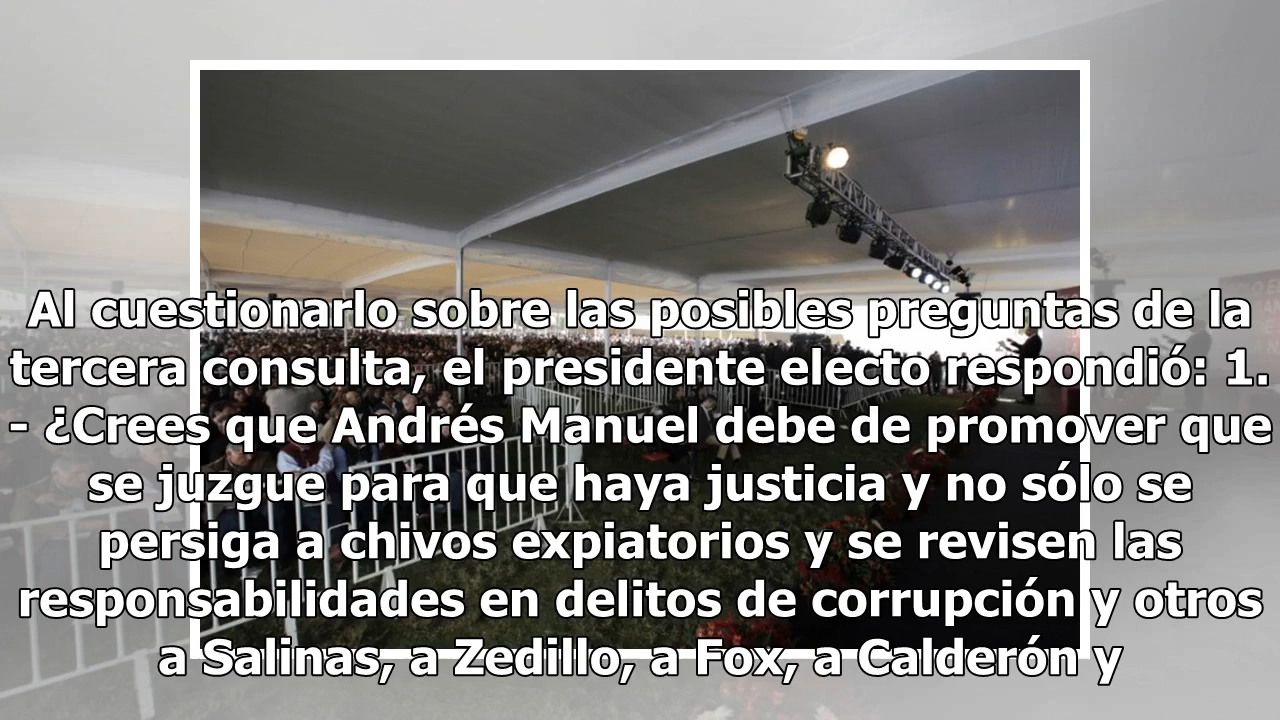 Al cuestionarlo sobre las posibles preguntas de la
tercera consulta, el presidente electo respondió: 1.
- ¿Crees que Andrés Manuel debe de promover que
se juzgue para que haya justicia y no sólo se
persiga a chivos expiatorios y se revisen las
responsabilidades en delitos de corrupción y otros
a Salinas, a Zedillo, a Fox, a Calderón y